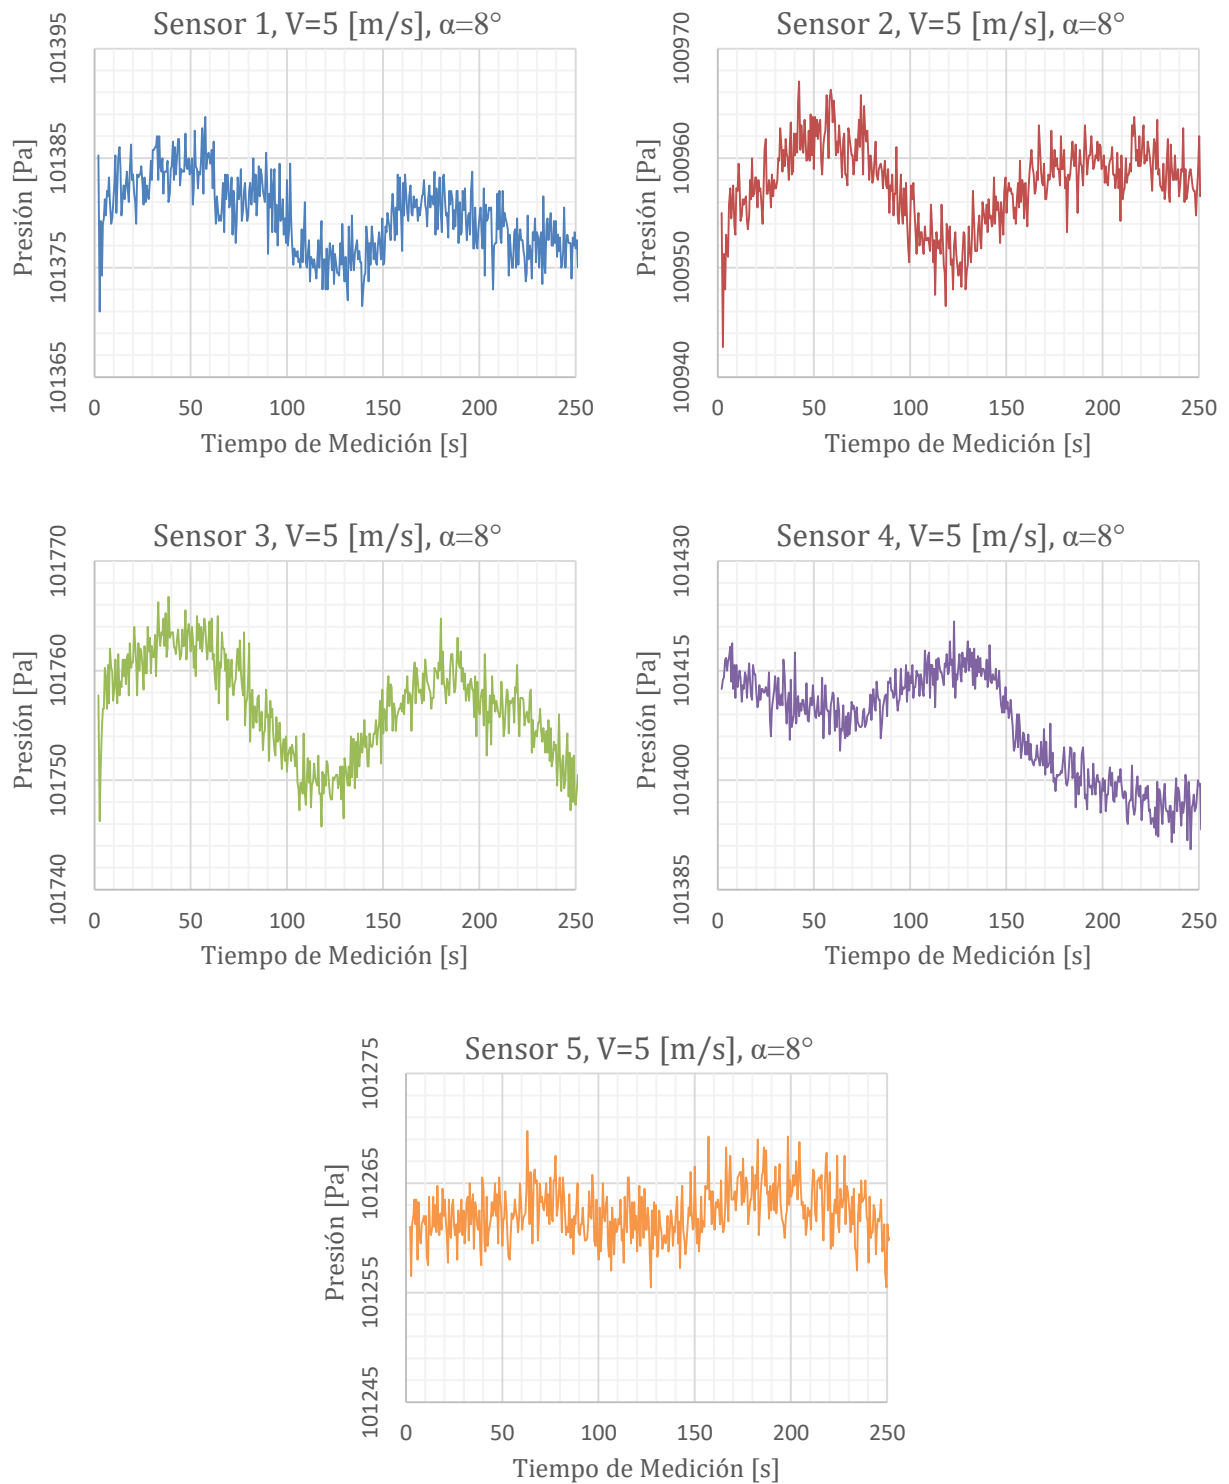 Sensor 1, V=5 [m/s], α=8°
Presión [Pa]
101395
101385
101375
101365
0 50 100 150 200 250
Tiempo de Medición [s]
Sensor 2, V=5 [m/s], α=8°
Presión [Pa]
100970
100960
100950
100940
0 50 100 150 200 250
Tiempo de Medición [s]
Sensor 3, V=5 [m/s], α=8°
Presión [Pa]
101770
101760
101750
101740
0 50 100 150 200 250
Tiempo de Medición [s]
Sensor 4, V=5 [m/s], α=8°
Presión [Pa]
101430
101415
101400
101385
0 50 100 150 200 250
Tiempo de Medición [s]
Sensor 5, V=5 [m/s], α=8°
Presión [Pa]
101275
101265
101255
101245
0 50 100 150 200 250
Tiempo de Medición [s]